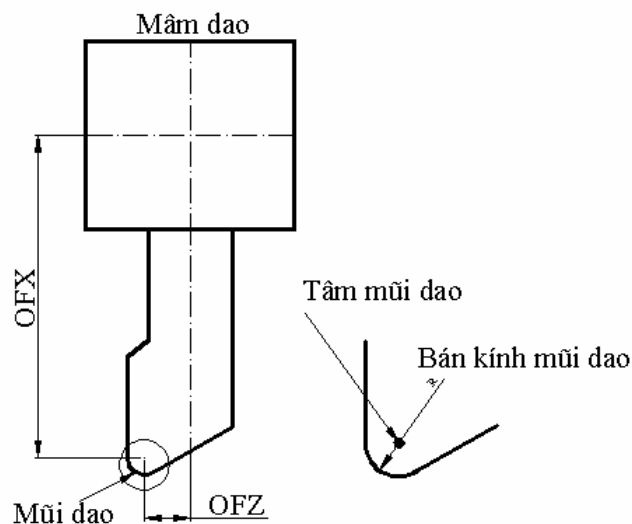 Mâm dao
OFX
Tâm mũi dao
Bán kính mũi dao
R
Mũi dao
OFZ